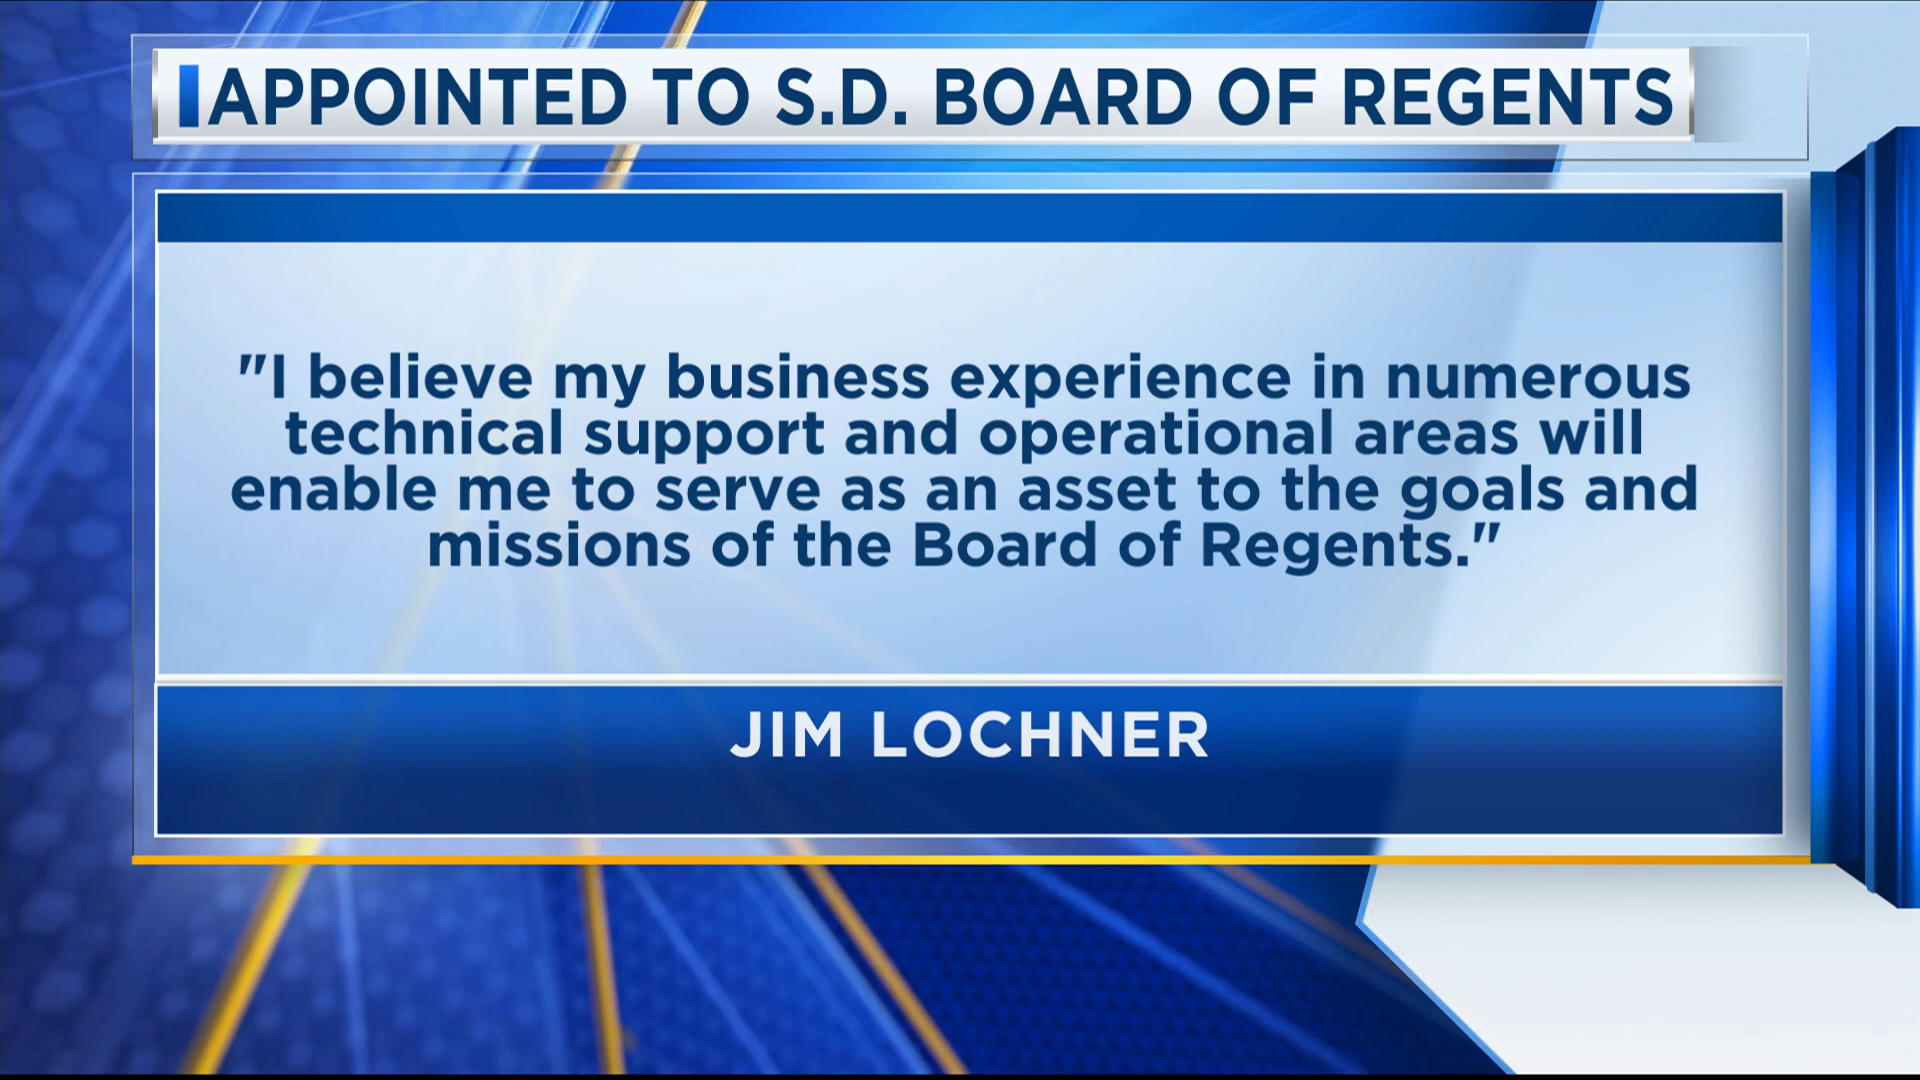 APPOINTED TO S.D. BOARD OF REGENTS
"I believe my business experience in numerous
technical support and operational areas will
enable me to serve as an asset to the goals and
missions of the Board of Regents."
JIM LOCHNER